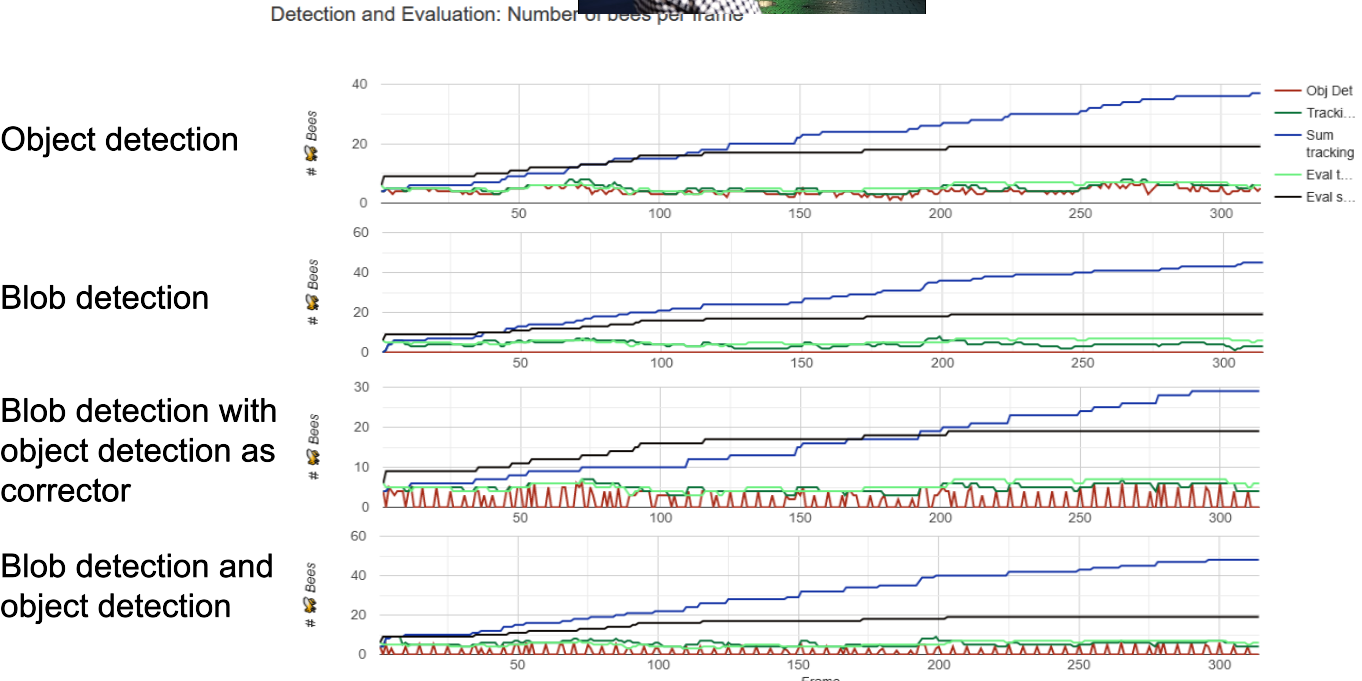 Detection and Evaluation: Number of bees per frame
40
20
0
Object detection
# Bees
50
100
150
200
250
300
Obj Det
Tracki...
Sum
tracking
Eval t...
Eval s...
60
40
20
0
Blob detection
# Bees
50
100
150
200
250
300
30
20
10
0
Blob detection with
object detection as
corrector
# Bees
50
100
150
200
250
300
60
40
20
0
Blob detection and
object detection
# Bees
50
100
150
200
250
300
Frame